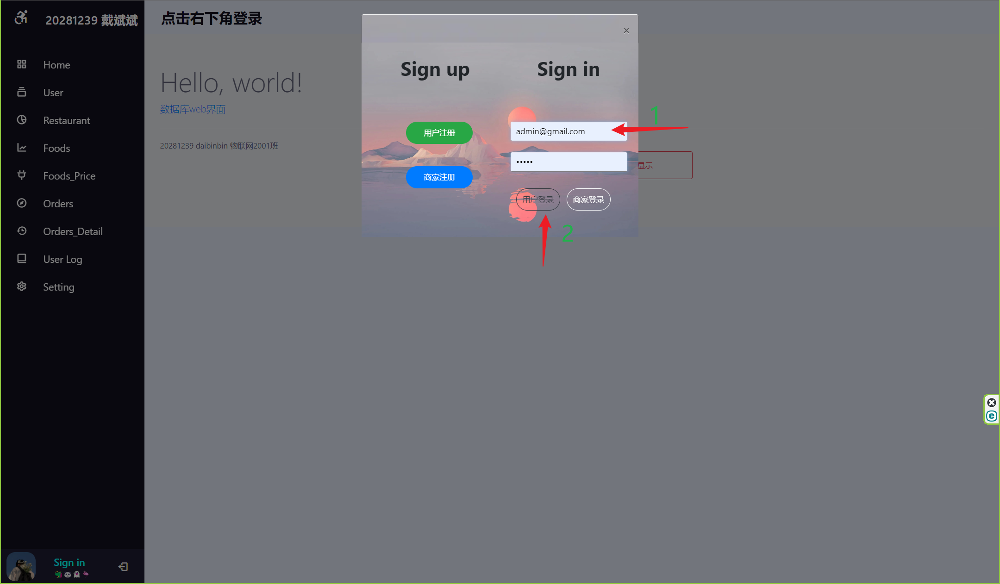 20281239 戴斌斌
点击右下角登录
Home
User
Restaurant
Foods
Foods_Price
Orders
Orders_Detail
User Log
Setting
Sign in
Hello, world!
数据库web界面
20281239 daibinbin 物联网2001班
显示
×
Sign up
Sign in
用户注册
admin@gmail.com
1
•••••
商家注册
用户登录 商家登录
2
e